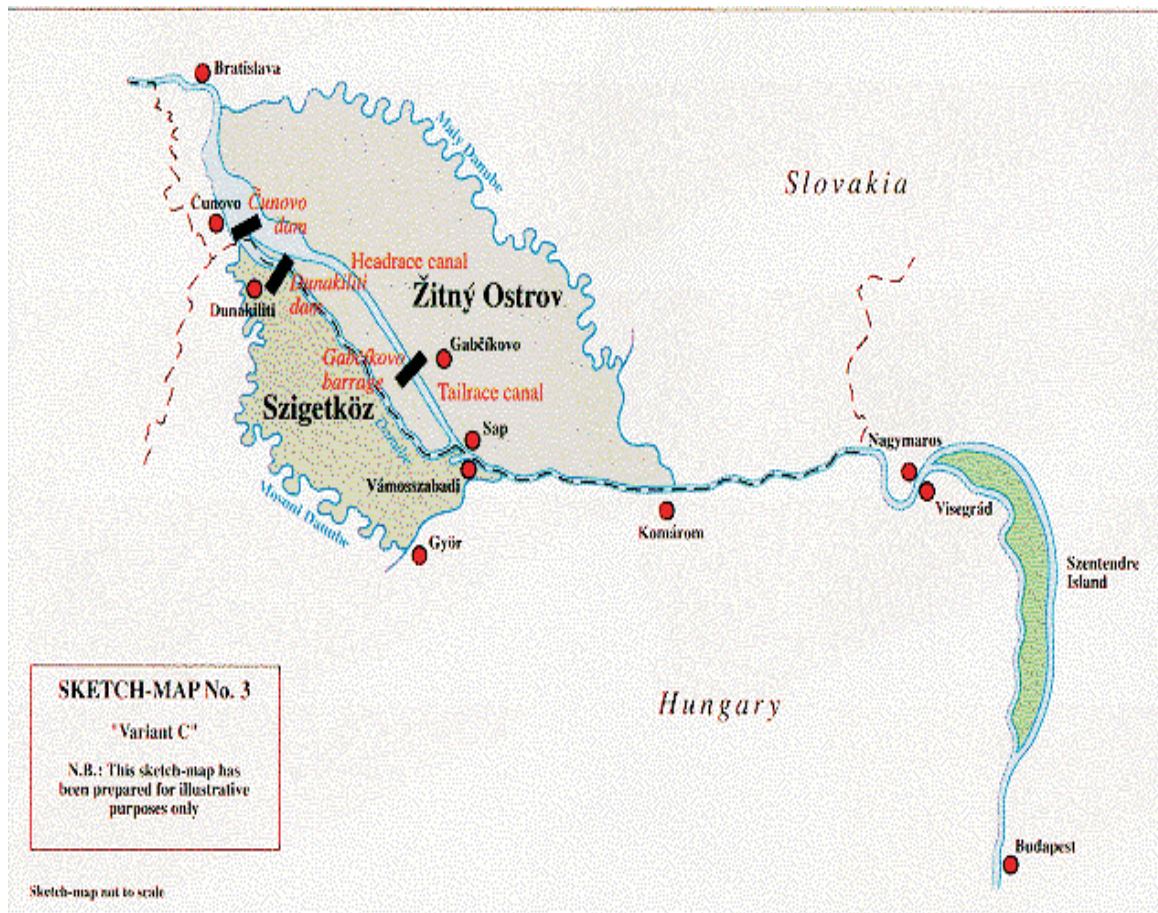 Bratislava
Maly Danube
Slovakia
Čunovo
Čunovo
dam
Headrace canal
Žitný Ostrov
Dunakiliti
Dunakiliti
dam
Gabčíkovo
Gabčíkovo
barrage
Tailrace canal
Szigetköz
Danube
Sap
Nagymaros
Vámosszabadi
Visegrád
Komárom
Mosoni Danube
Győr
Szentendre
Island
SKETCH-MAP No. 3
"Variant C"
N.B.: This sketch-map has
been prepared for illustrative
purposes only
Hungary
Budapest
Sketch-map not to scale